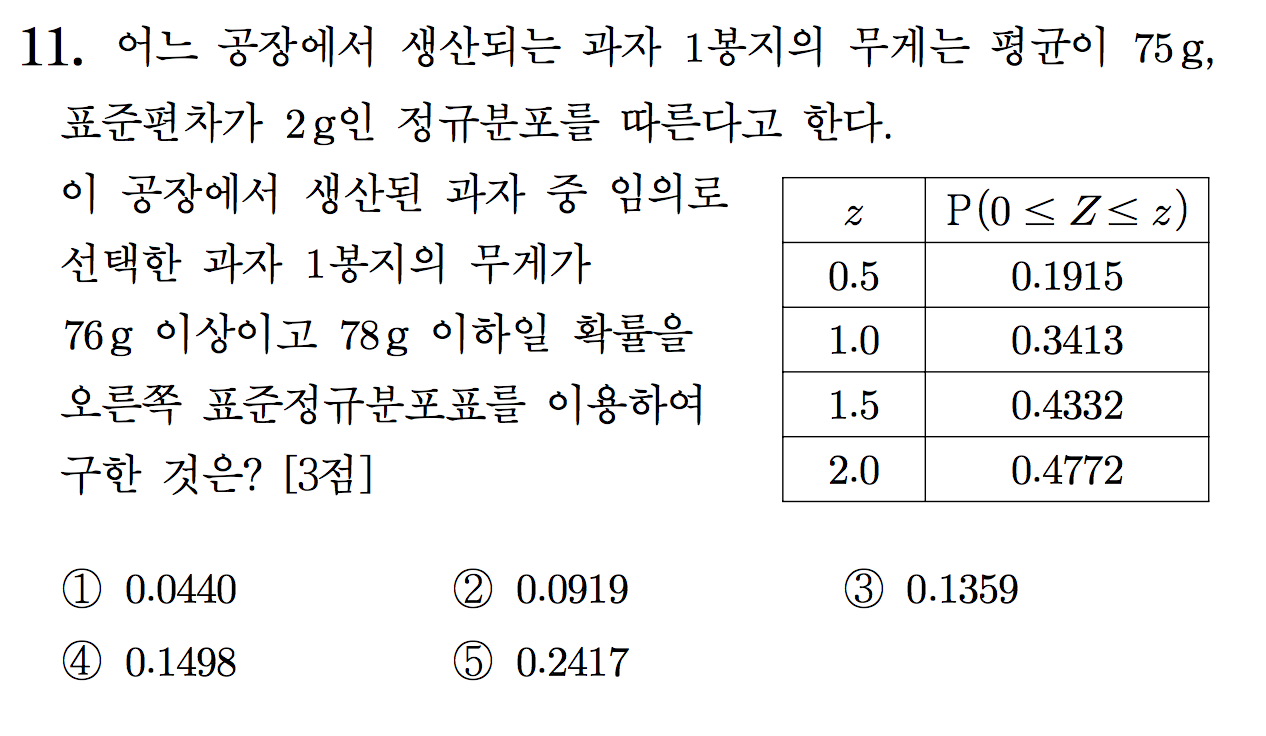 11. 어느 공장에서 생산되는 과자 1봉지의 무게는 평균이 75g,
표준편차가 2g인 정규분포를 따른다고 한다.
이 공장에서 생산된 과자 중 임의로
선택한 과자 1봉지의 무게가
76g 이상이고 78g 이하일 확률을
오른쪽 표준정규분포표를 이용하여
구한 것은? [3점]
z P(0 ≤ Z ≤ z)
0.5 0.1915
1.0 0.3413
1.5 0.4332
2.0 0.4772
① 0.0440 ② 0.0919 ③ 0.1359
④ 0.1498 ⑤ 0.2417